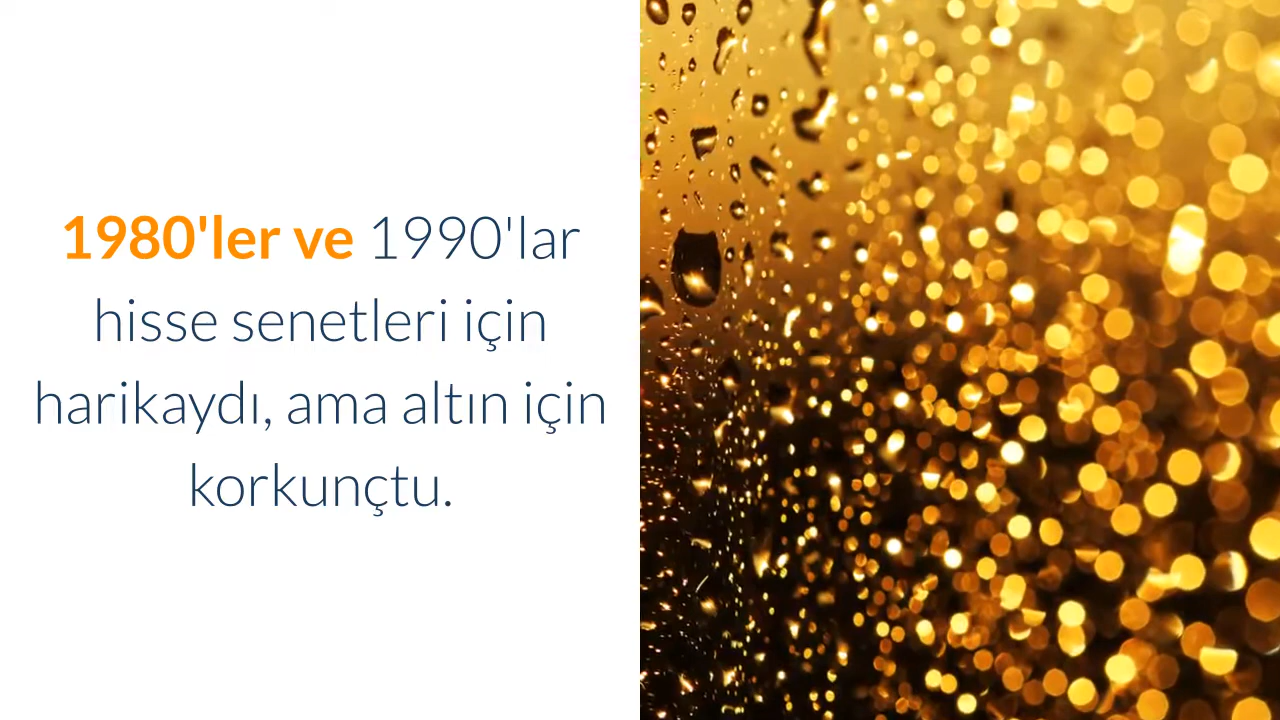 1980'ler ve 1990'lar
hisse senetleri için
harikaydı, ama altın için
korkunçtu.